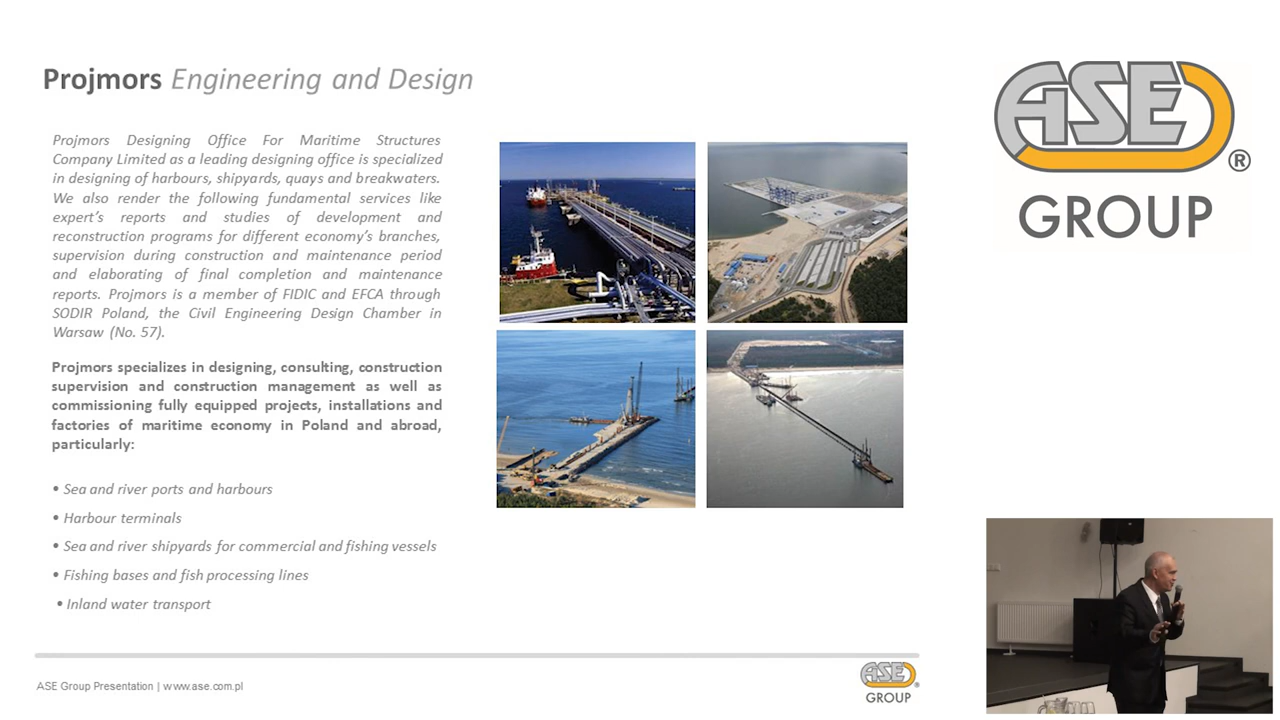 Projmors Engineering and Design
Projmors Designing Office For Maritime Structures
Company Limited as a leading designing office is specialized
in designing of harbours, shipyards, quays and breakwaters.
We also render the following fundamental services like
expert's reports and studies of development and
reconstruction programs for different economy's branches,
supervision during construction and maintenance period
and elaborating of final completion and maintenance
reports. Projmors is a member of FIDIC and EFCA through
SODIR Poland, the Civil Engineering Design Chamber in
Warsaw (No. 57).
Projmors specializes in designing, consulting, construction
supervision and construction management as well as
commissioning fully equipped projects, installations and
factories of maritime economy in Poland and abroad,
particularly:
• Sea and river ports and harbours
• Harbour terminals
• Sea and river shipyards for commercial and fishing vessels
• Fishing bases and fish processing lines
• Inland water transport
ASE Group Presentation | www.ase.com.pl
ASE®
GROUP
ASE®
GROUP